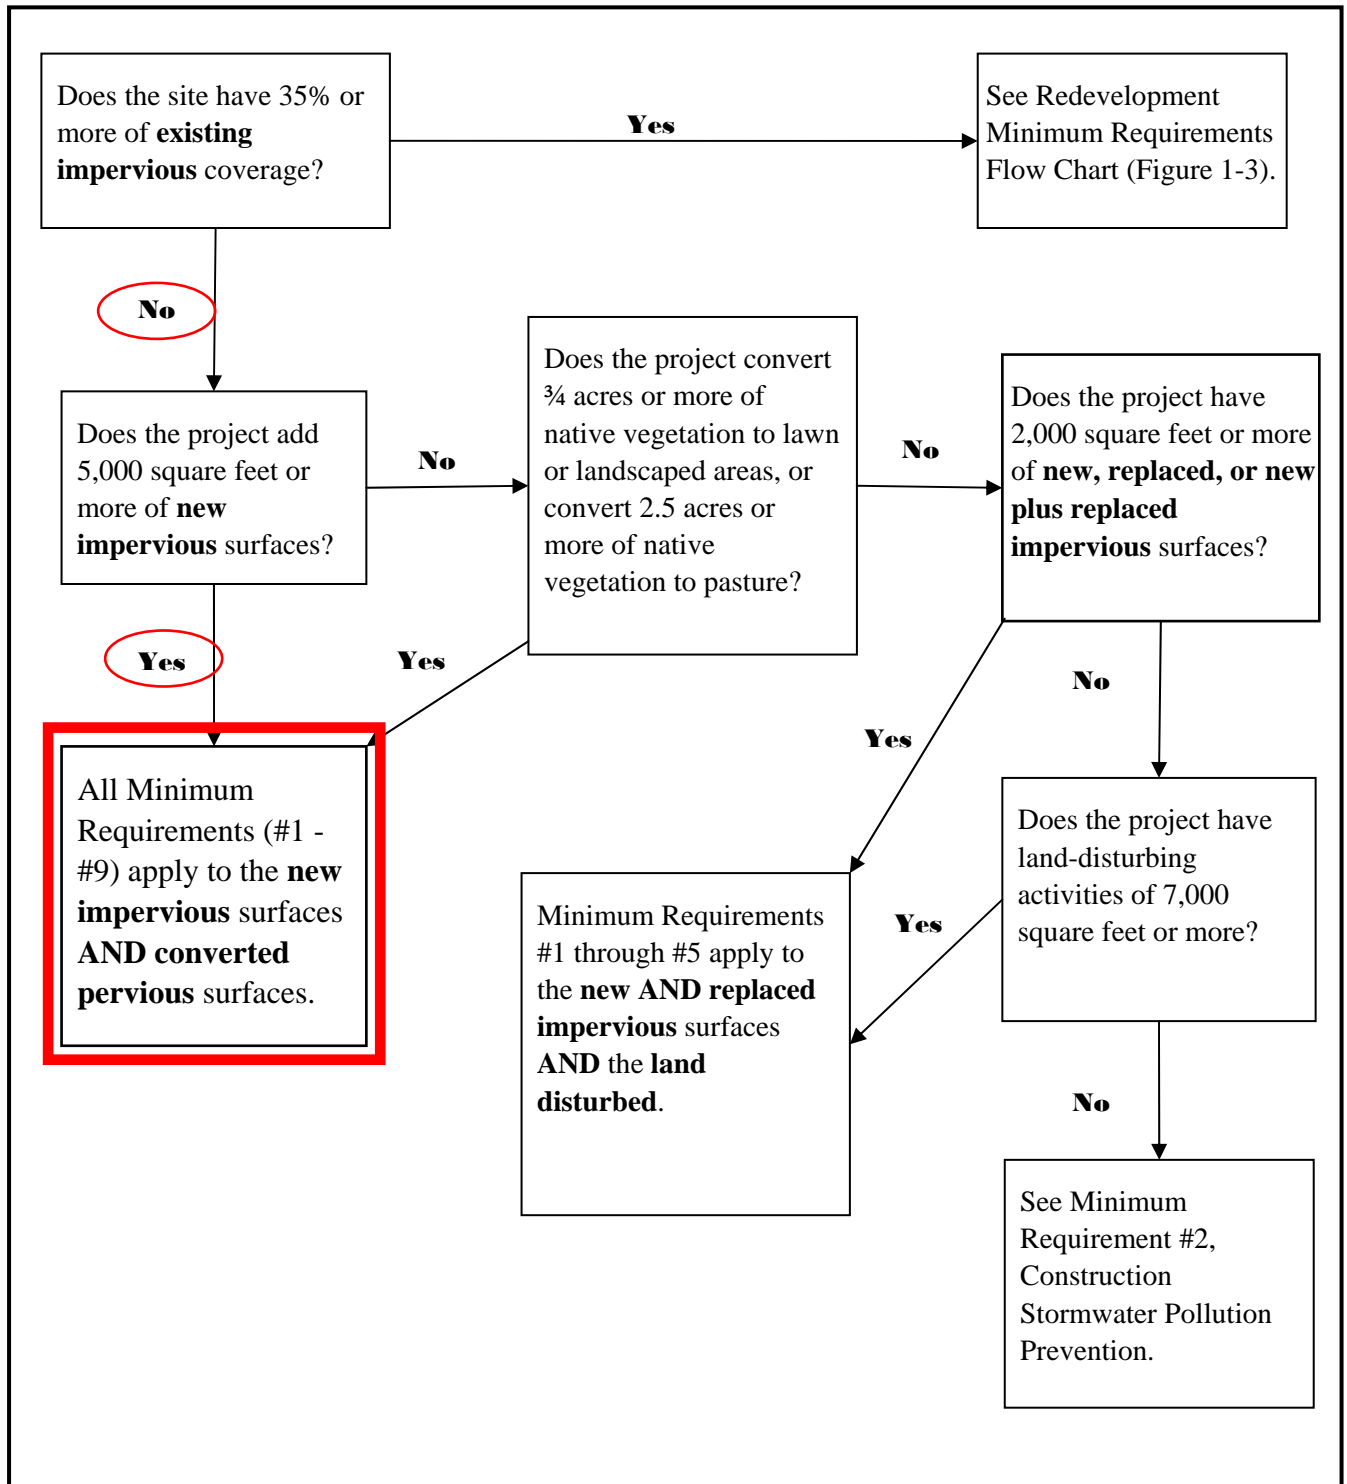 Does the site have 35% or
more of existing
impervious coverage?
Yes
See Redevelopment
Minimum Requirements
Flow Chart (Figure 1-3).
No
Does the project add
5,000 square feet or
more of new
impervious surfaces?
No
Does the project convert
¾ acres or more of
native vegetation to lawn
or landscaped areas, or
convert 2.5 acres or
more of native
vegetation to pasture?
No
Does the project have
2,000 square feet or more
of new, replaced, or new
plus replaced
impervious surfaces?
Yes
Yes
No
Yes
All Minimum
Requirements (#1 -
#9) apply to the new
impervious surfaces
AND converted
pervious surfaces.
Does the project have
land-disturbing
activities of 7,000
square feet or more?
Yes
Minimum Requirements
#1 through #5 apply to
the new AND replaced
impervious surfaces
AND the land
disturbed.
No
See Minimum
Requirement #2,
Construction
Stormwater Pollution
Prevention.